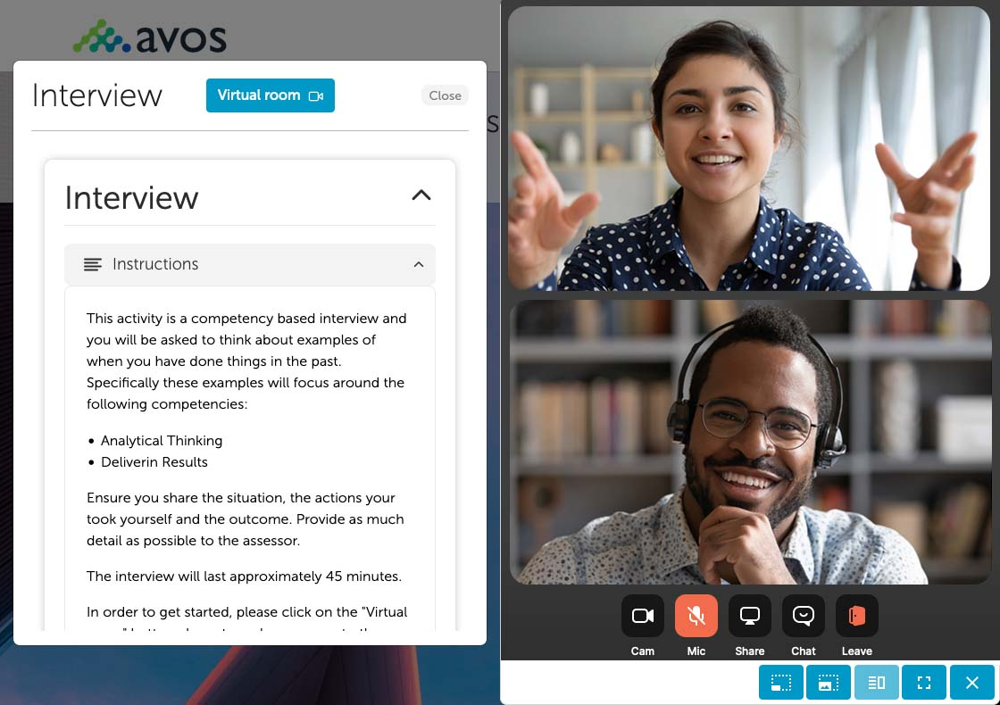 avos
Interview
Virtual room
Close
s
Interview
Instructions
This activity is a competency based interview and
you will be asked to think about examples of
when you have done things in the past.
Specifically these examples will focus around the
following competencies:
• Analytical Thinking
• Deliverin Results
Ensure you share the situation, the actions your
took yourself and the outcome. Provide as much
detail as possible to the assessor.
The interview will last approximately 45 minutes.
In order to get started, please click on the "Virtual
Cam
Mic
Share
Chat
Leave